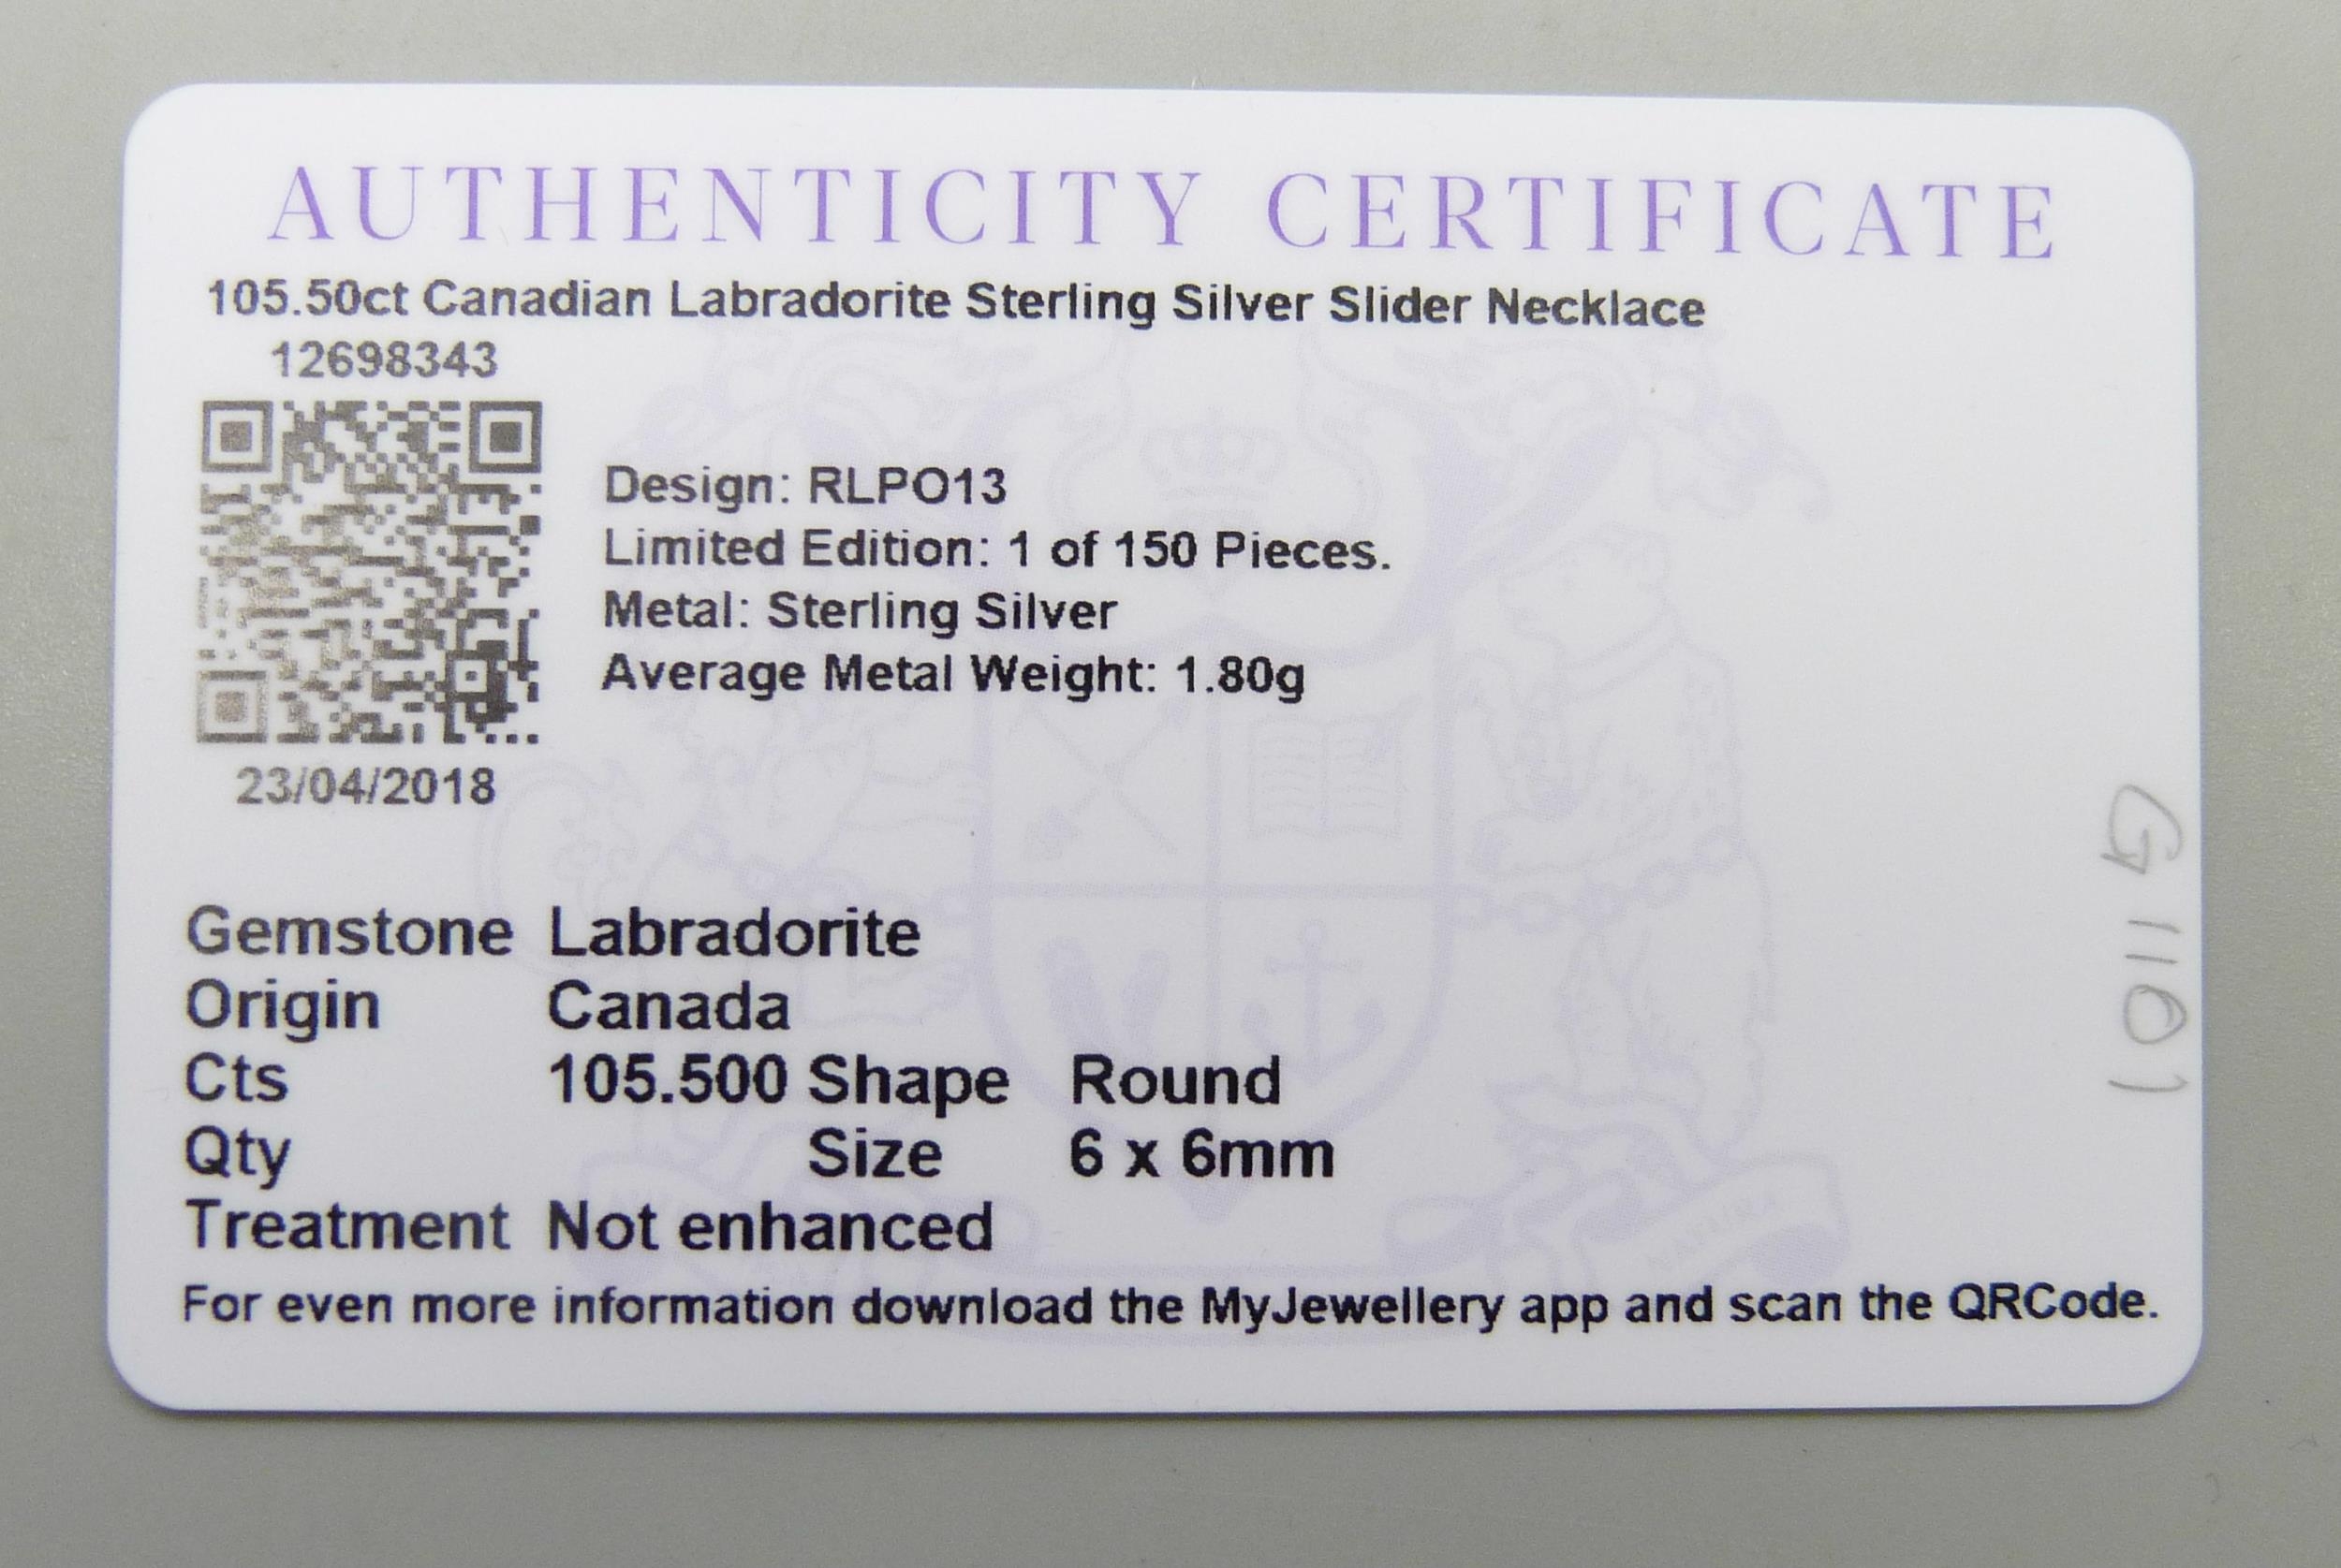 AUTHENTICITY CERTIFICATE
105.50ct Canadian Labradorite Sterling Silver Slider Necklace
12698343
Design: RLPO13
Limited Edition: 1 of 150 Pieces.
Metal: Sterling Silver
Average Metal Weight: 1.80g
23/04/2018
Gemstone Labradorite
Origin Canada
Cts 105.500 Shape Round
Qty Size 6 x 6mm
Treatment Not enhanced
For even more information download the MyJewellery app and scan the QRCode.
G1101